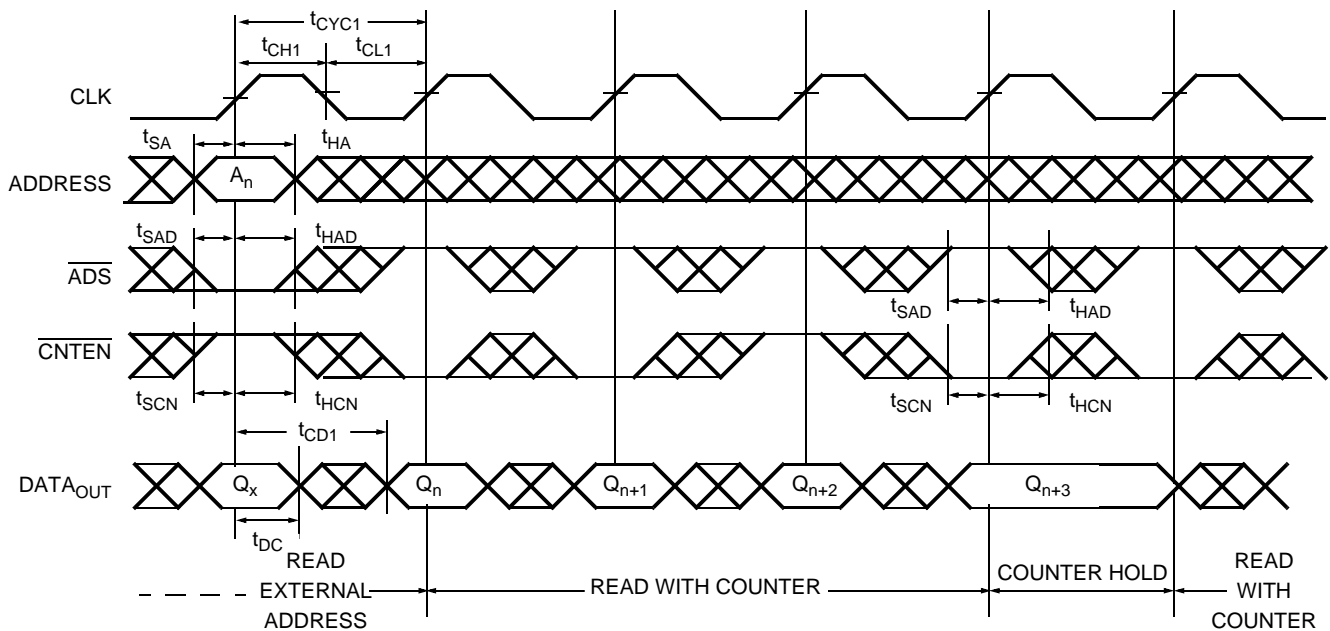 tCYC1
tCH1 tCL1
CLK
tSA tHA
ADDRESS An
tSAD tHAD
ADS
tSAD tHAD
CNTEN
tSCN tHCN
tSCN tHCN
tCD1
DATAOUT Qx Qn Qn+1 Qn+2 Qn+3
tDC
READ EXTERNAL ADDRESS
READ WITH COUNTER
COUNTER HOLD
READ WITH COUNTER